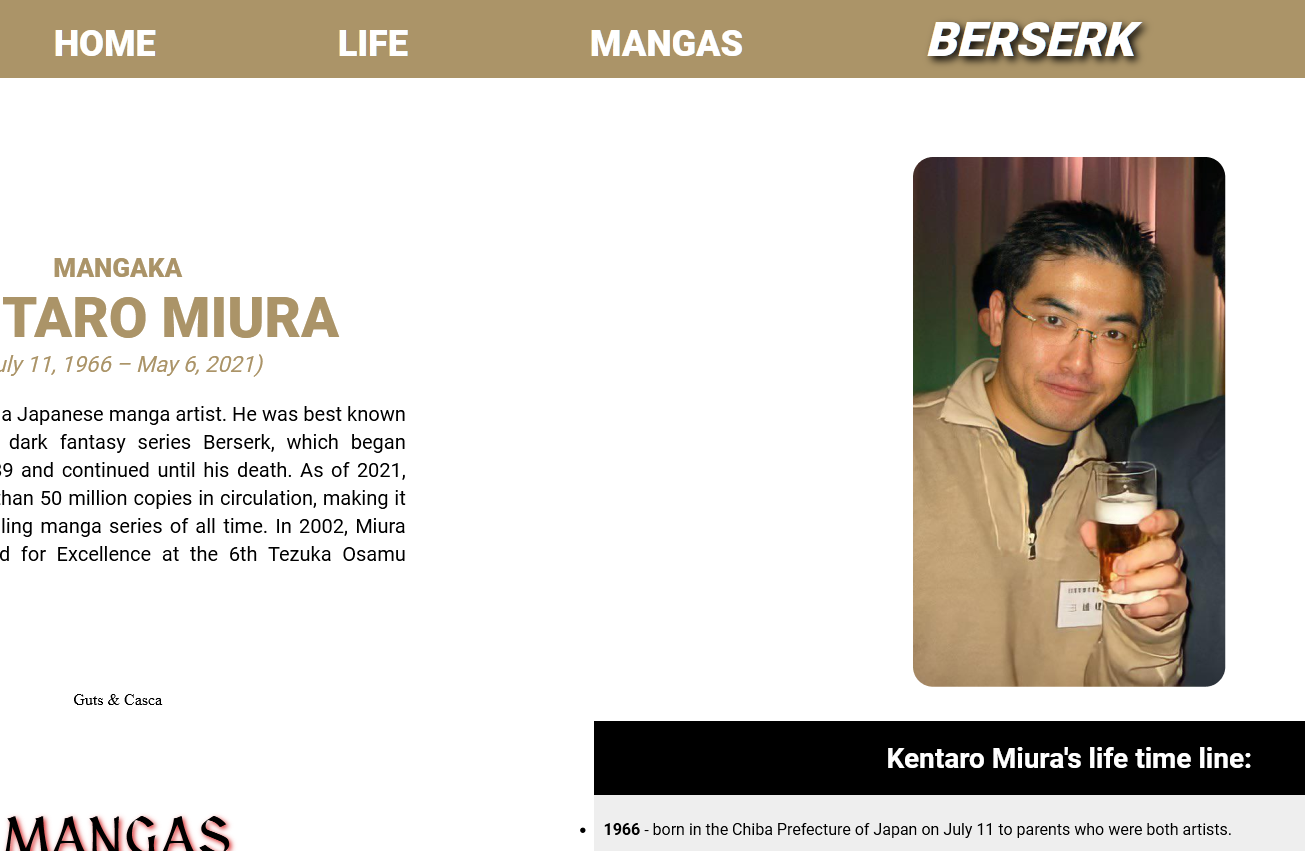 HOME LIFE MANGAS BERSERK
MANGAKA
TARO MIURA
uly 11, 1966 – May 6, 2021)
a Japanese manga artist. He was best known
dark fantasy series Berserk, which began
9 and continued until his death. As of 2021,
than 50 million copies in circulation, making it
ling manga series of all time. In 2002, Miura
d for Excellence at the 6th Tezuka Osamu
Guts & Casca
MANGAS
Kentaro Miura's life time line:
• 1966 - born in the Chiba Prefecture of Japan on July 11 to parents who were both artists.